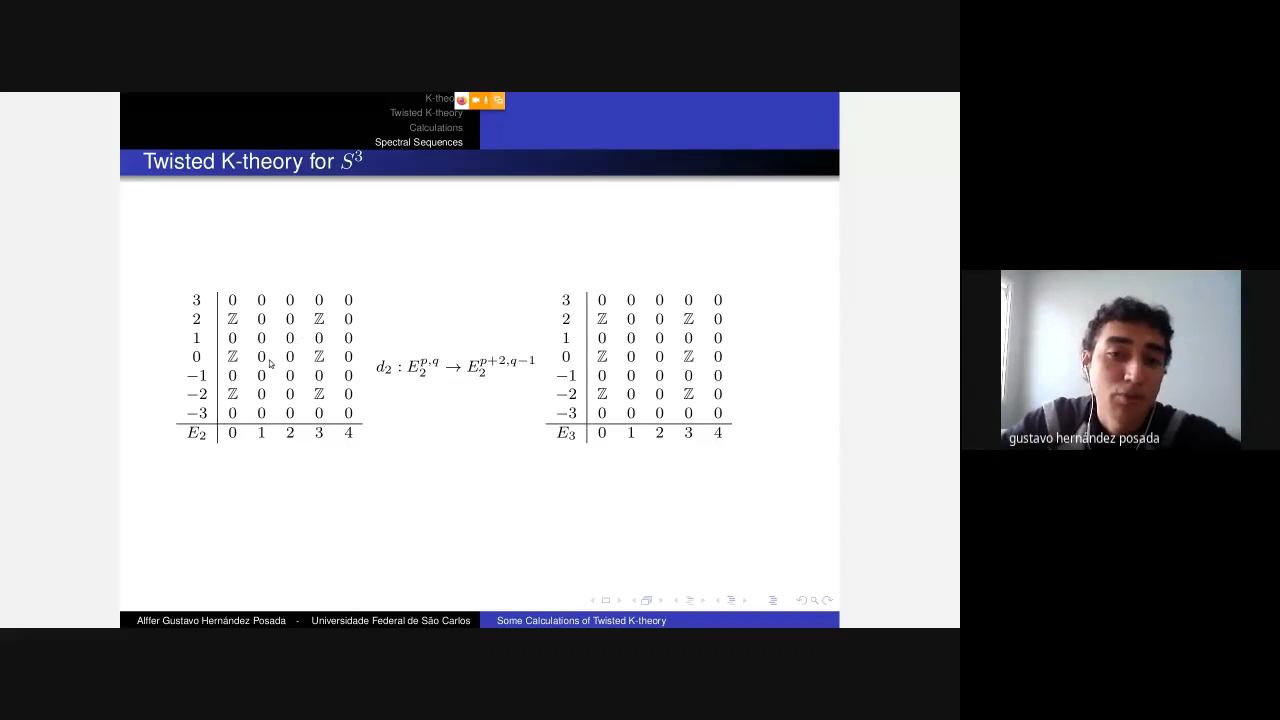 K-theo
Twisted K-theory
Calculations
Spectral Sequences
Twisted K-theory for S³
3 0 0 0 0 0
2 ℤ 0 0 ℤ 0
1 0 0 0 0 0
0 ℤ 0 0 ℤ 0
−1 0 0 0 0 0
−2 ℤ 0 0 ℤ 0
−3 0 0 0 0 0
E₂ 0 1 2 3 4
d₂ : E₂^{p,q} → E₂^{p+2,q−1}
3 0 0 0 0 0
2 ℤ 0 0 ℤ 0
1 0 0 0 0 0
0 ℤ 0 0 ℤ 0
−1 0 0 0 0 0
−2 ℤ 0 0 ℤ 0
−3 0 0 0 0 0
E₃ 0 1 2 3 4
gustavo hernández posada
Alffer Gustavo Hernández Posada - Universidade Federal de São Carlos
Some Calculations of Twisted K-theory